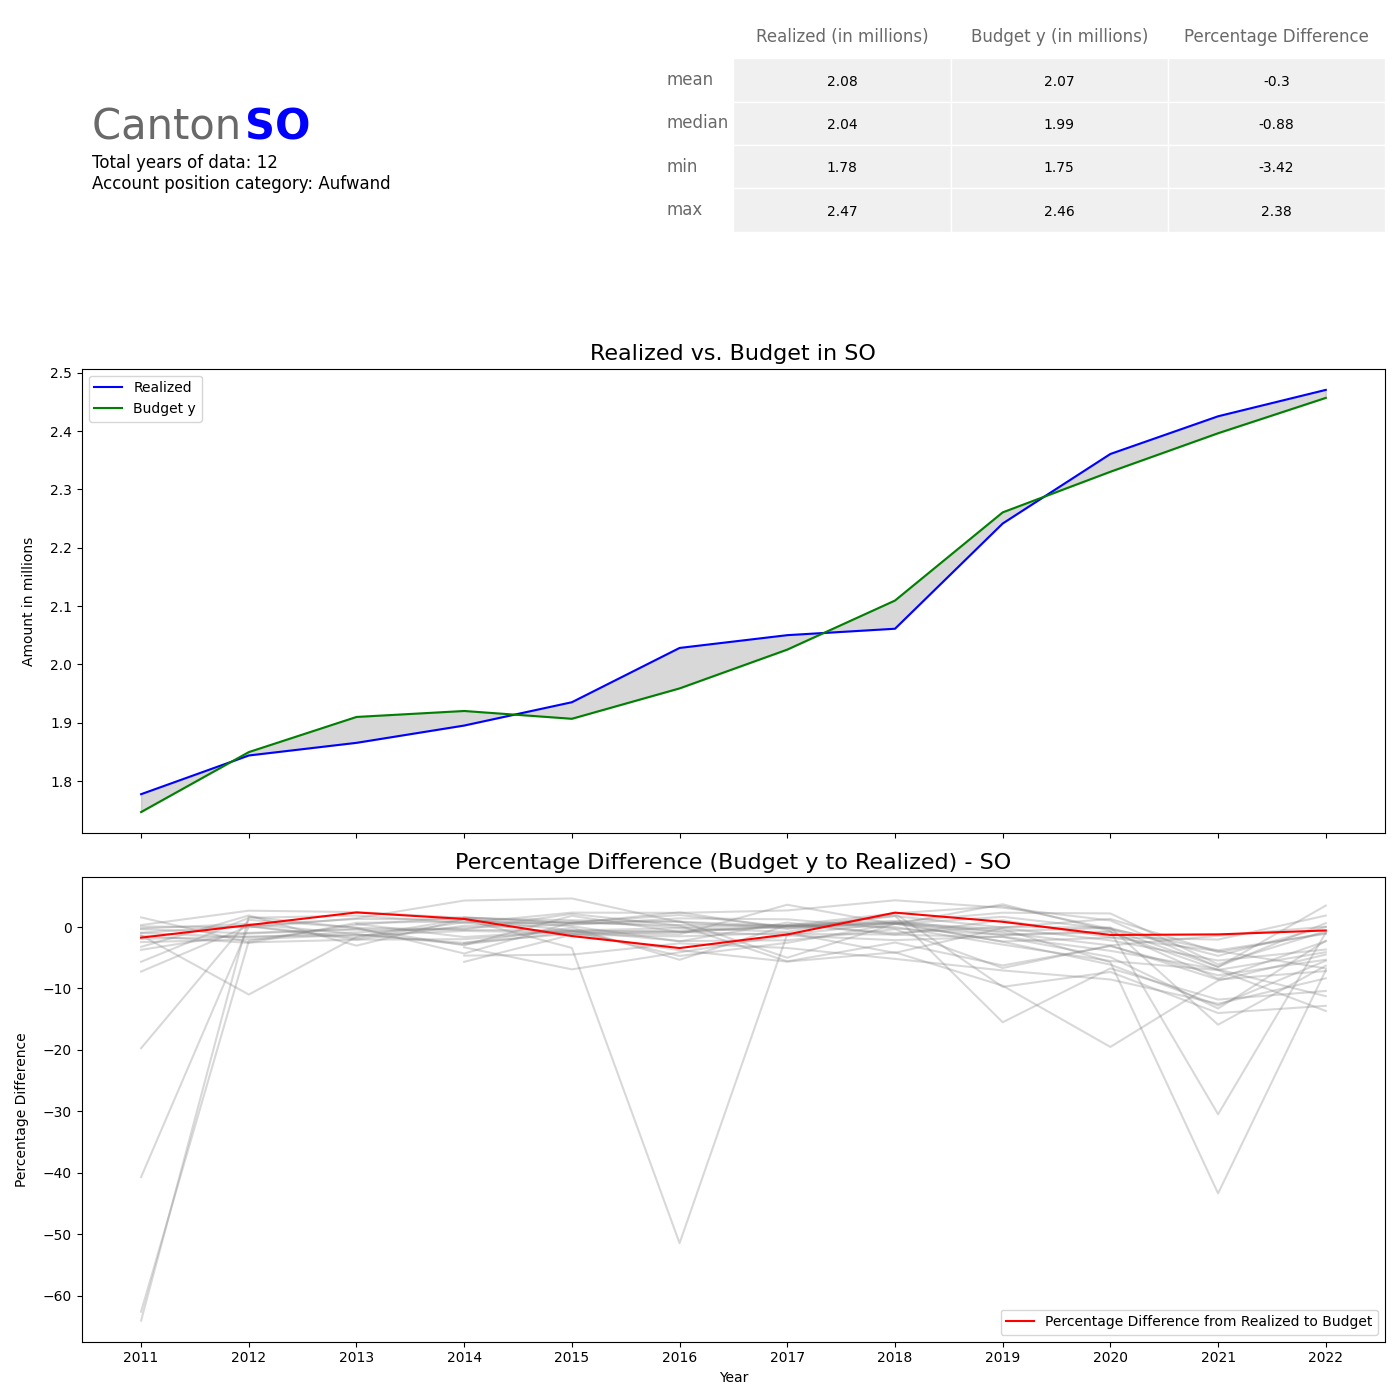 Realized (in millions) Budget y (in millions) Percentage Difference
mean 2.08 2.07 -0.3
median 2.04 1.99 -0.88
min 1.78 1.75 -3.42
max 2.47 2.46 2.38
Canton SO
Total years of data: 12
Account position category: Aufwand
Realized vs. Budget in SO
Realized
Budget y
Amount in millions
2.5
2.4
2.3
2.2
2.1
2.0
1.9
1.8
Percentage Difference (Budget y to Realized) - SO
Percentage Difference
0
−10
−20
−30
−40
−50
−60
Percentage Difference from Realized to Budget
2011 2012 2013 2014 2015 2016 2017 2018 2019 2020 2021 2022
Year